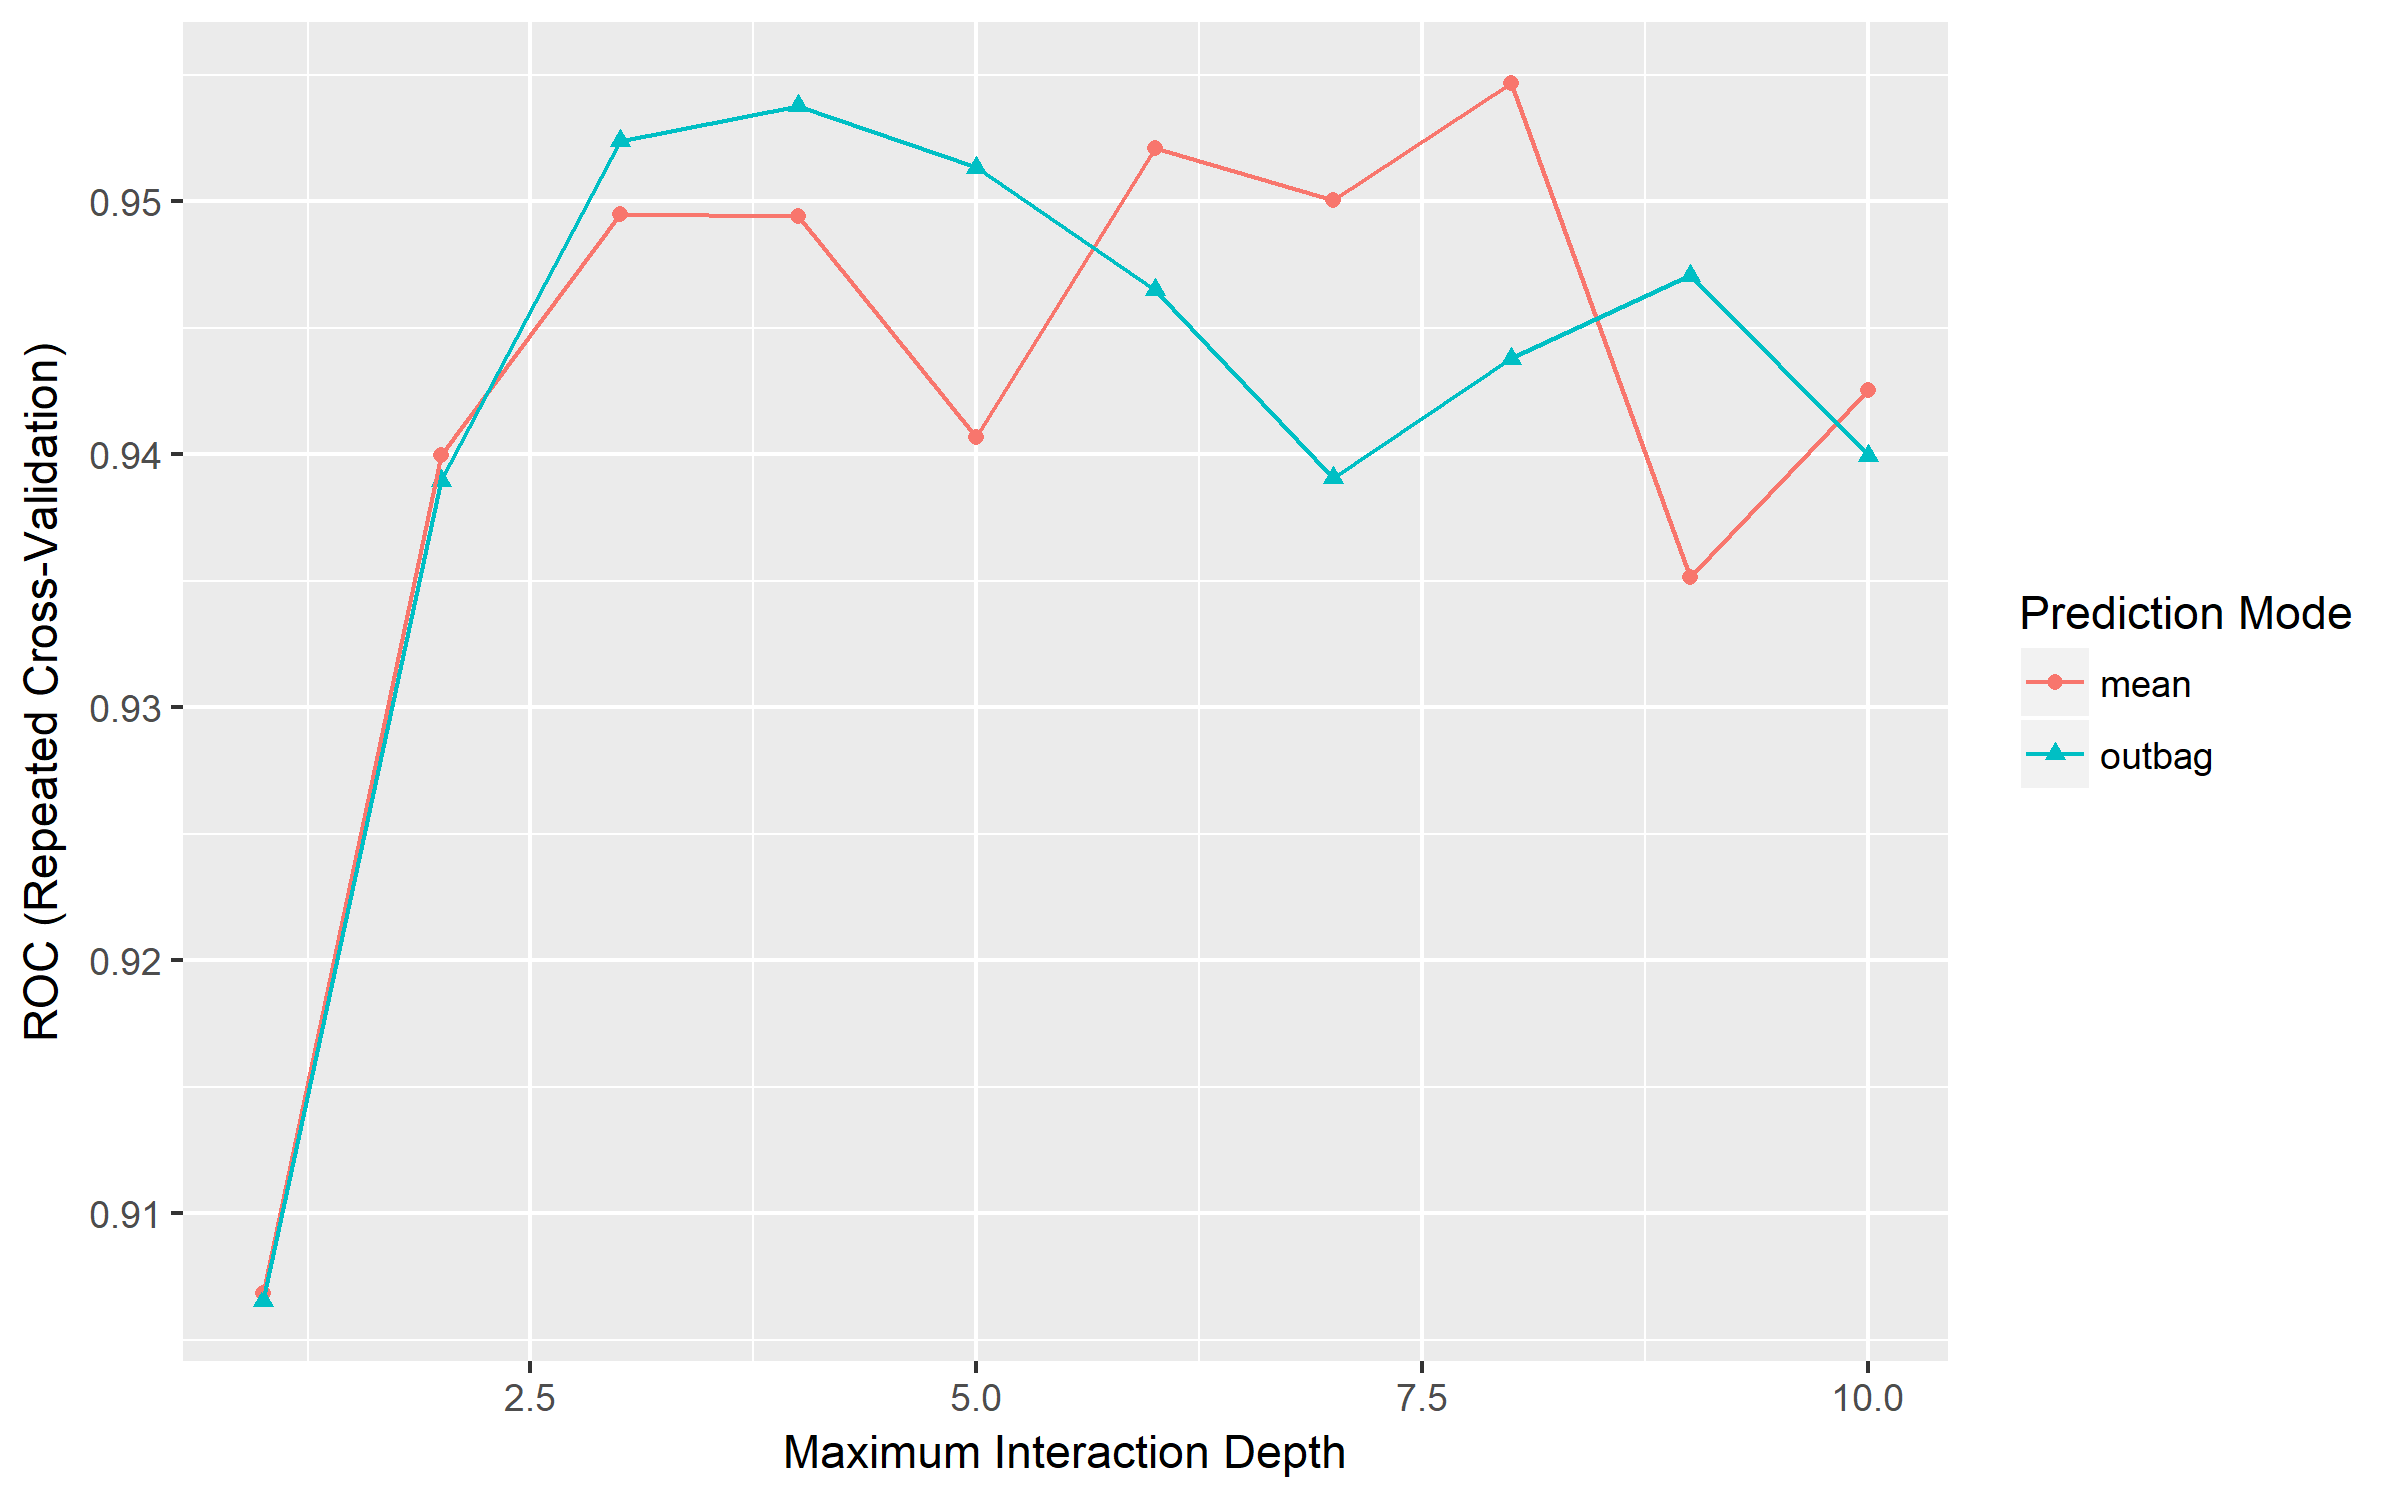 ROC (Repeated Cross-Validation)
0.95
0.94
0.93
0.92
0.91
2.5 5.0 7.5 10.0
Maximum Interaction Depth
Prediction Mode
mean
outbag